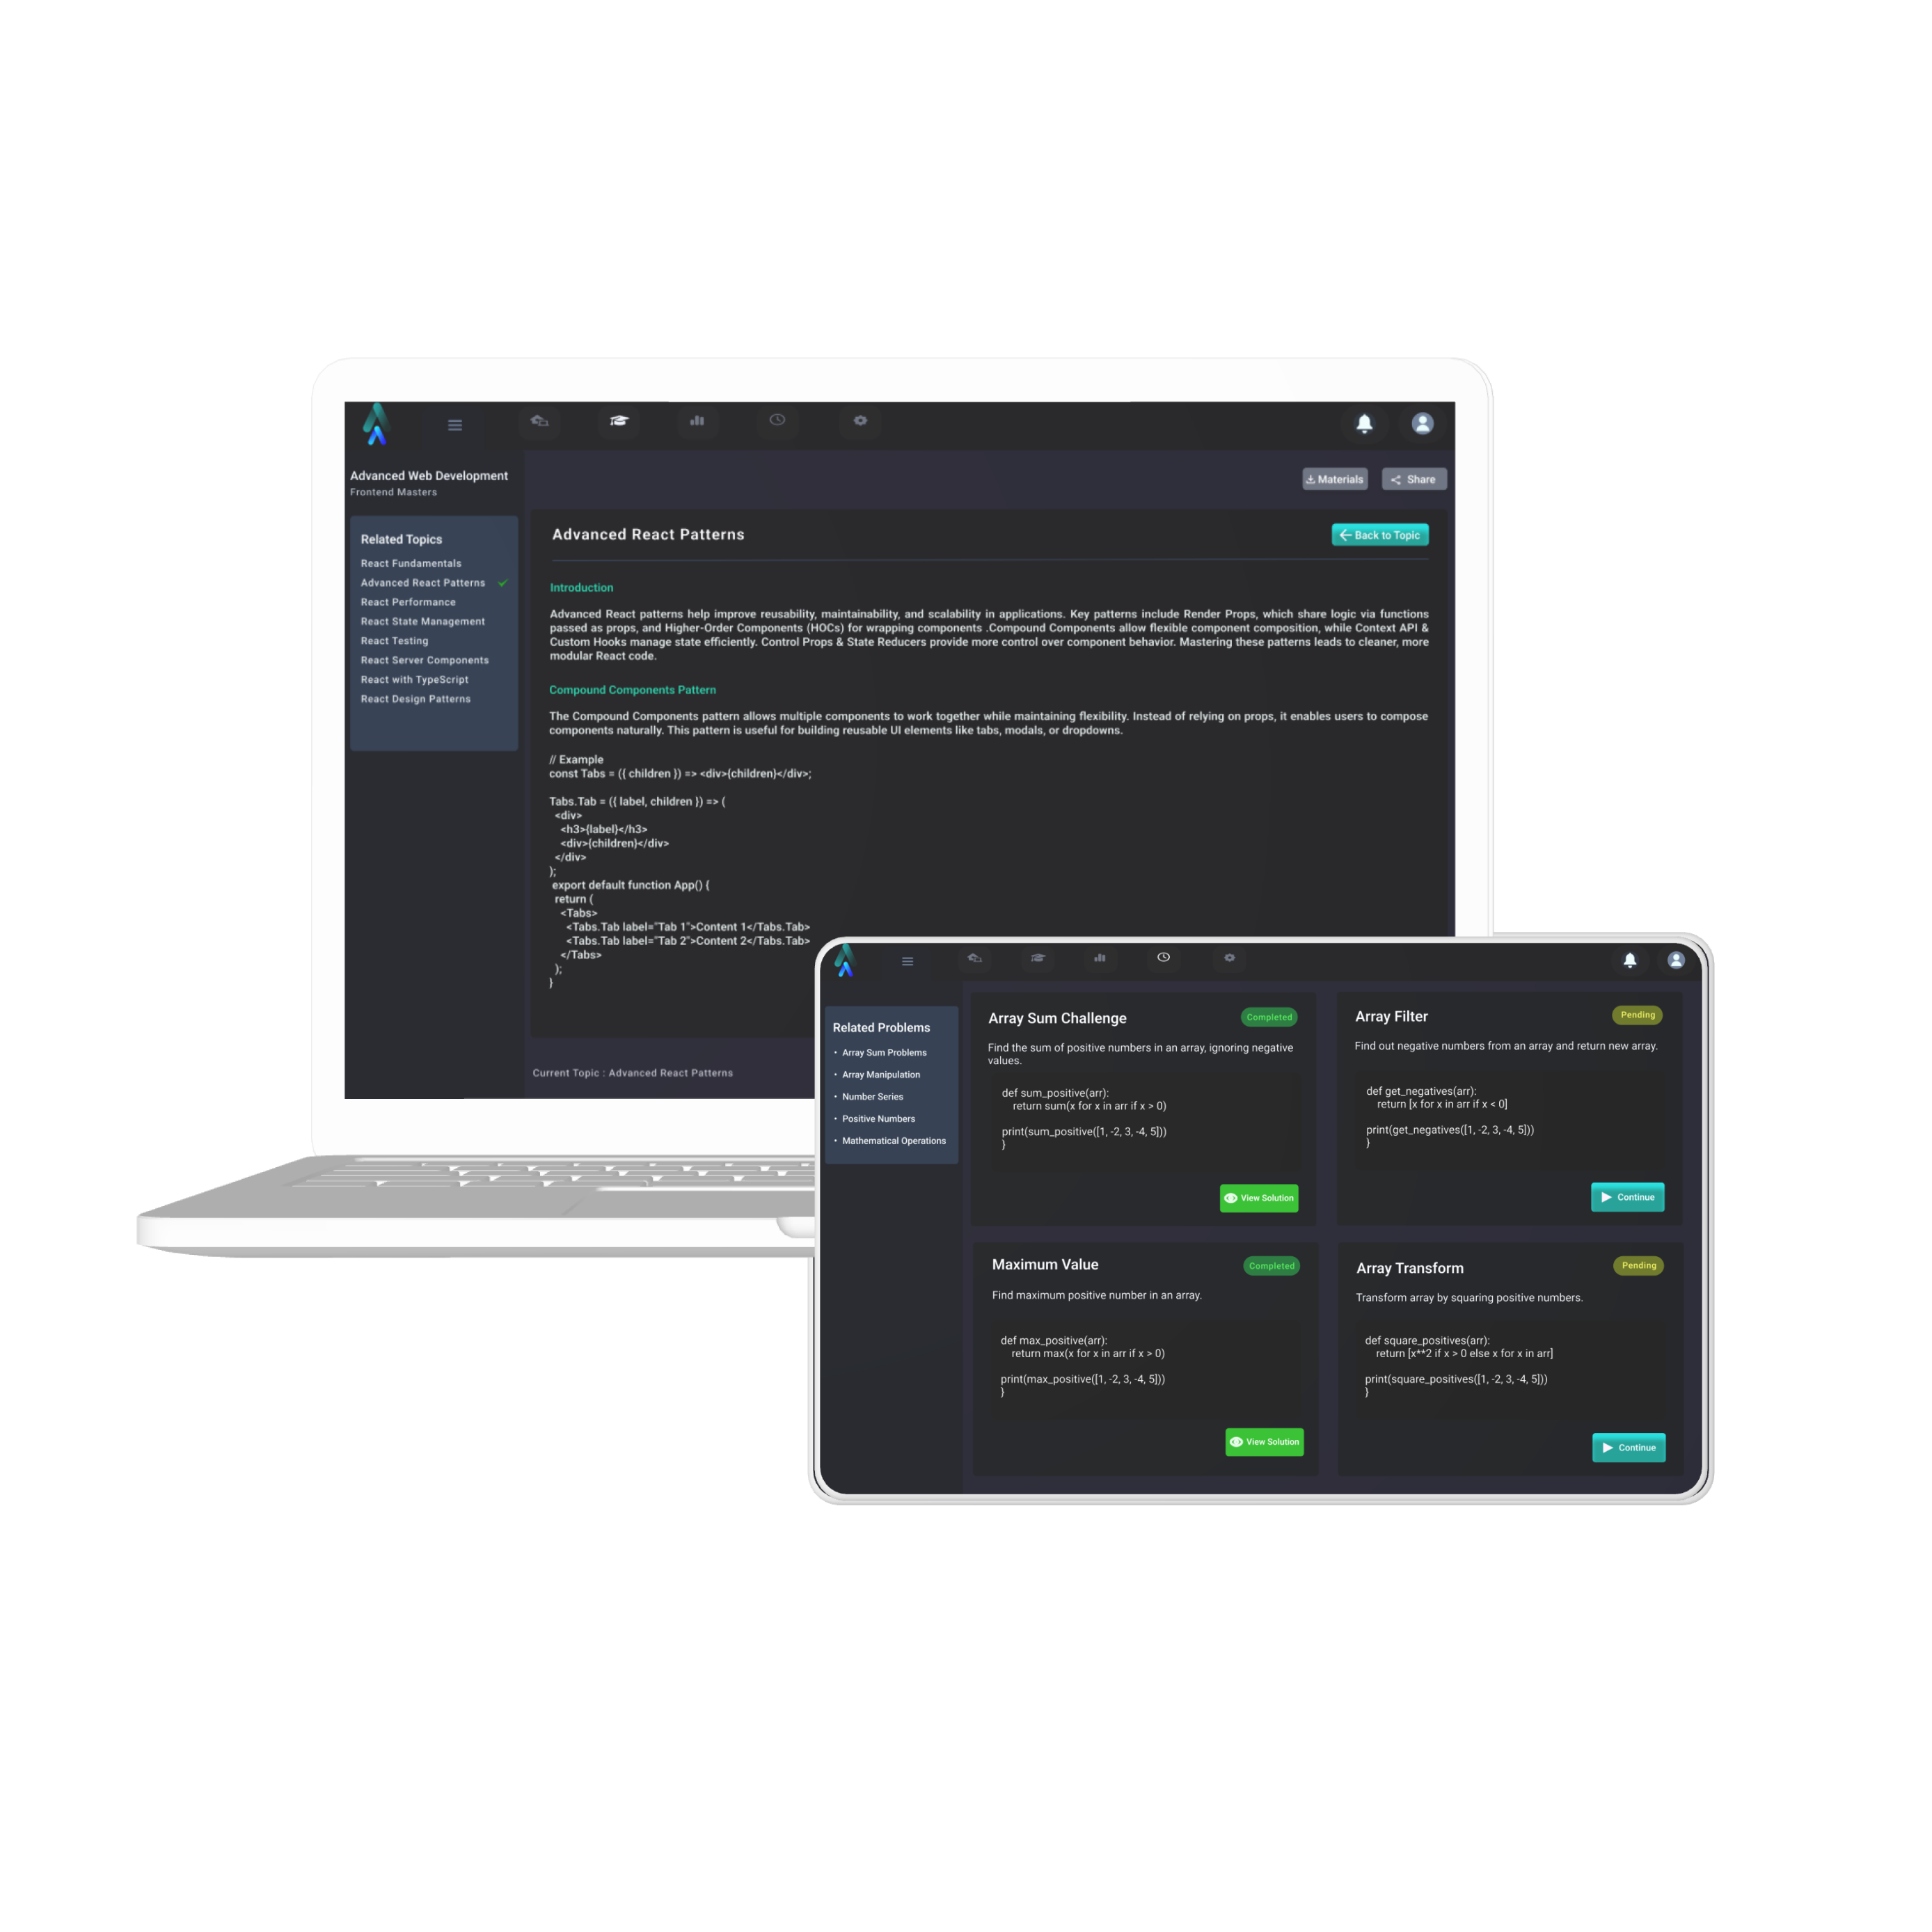 Advanced Web Development
Frontend Masters
Related Topics
React Fundamentals
Advanced React Patterns
React Performance
React State Management
React Testing
React Server Components
React with TypeScript
React Design Patterns
Materials
Share
Advanced React Patterns
Back to Topic
Introduction
Advanced React patterns help improve reusability, maintainability, and scalability in applications. Key patterns include Render Props, which share logic via functions
passed as props, and Higher-Order Components (HOCs) for wrapping components .Compound Components allow flexible component composition, while Context API &
Custom Hooks manage state efficiently. Control Props & State Reducers provide more control over component behavior. Mastering these patterns leads to cleaner, more
modular React code.
Compound Components Pattern
The Compound Components pattern allows multiple components to work together while maintaining flexibility. Instead of relying on props, it enables users to compose
components naturally. This pattern is useful for building reusable UI elements like tabs, modals, or dropdowns.
// Example
const Tabs = ({ children }) => <div>{children}</div>;
Tabs.Tab = ({ label, children }) => (
<div>
<h3>{label}</h3>
<div>{children}</div>
</div>
);
export default function App() {
return (
<Tabs>
<Tabs.Tab label="Tab 1">Content 1</Tabs.Tab>
<Tabs.Tab label="Tab 2">Content 2</Tabs.Tab>
</Tabs>
);
}
Current Topic : Advanced React Patterns
Related Problems
• Array Sum Problems
• Array Manipulation
• Number Series
• Positive Numbers
• Mathematical Operations
Array Sum Challenge
Completed
Find the sum of positive numbers in an array, ignoring negative
values.
def sum_positive(arr):
return sum(x for x in arr if x > 0)
print(sum_positive([1, -2, 3, -4, 5]))
}
View Solution
Array Filter
Pending
Find out negative numbers from an array and return new array.
def get_negatives(arr):
return [x for x in arr if x < 0]
print(get_negatives([1, -2, 3, -4, 5]))
}
Continue
Maximum Value
Completed
Find maximum positive number in an array.
def max_positive(arr):
return max(x for x in arr if x > 0)
print(max_positive([1, -2, 3, -4, 5]))
}
View Solution
Array Transform
Pending
Transform array by squaring positive numbers.
def square_positives(arr):
return [x**2 if x > 0 else x for x in arr]
print(square_positives([1, -2, 3, -4, 5]))
}
Continue